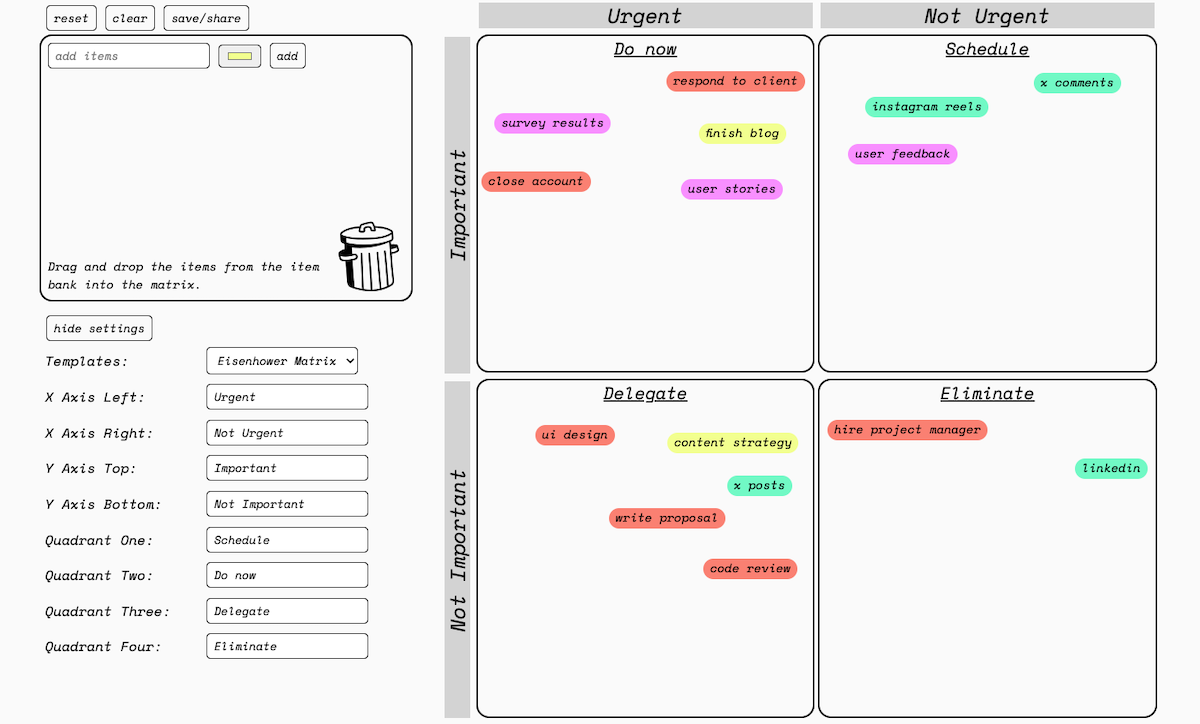 reset clear save/share
add items add
Drag and drop the items from the item
bank into the matrix.
hide settings
Templates: Eisenhower Matrix
X Axis Left: Urgent
X Axis Right: Not Urgent
Y Axis Top: Important
Y Axis Bottom: Not Important
Quadrant One: Schedule
Quadrant Two: Do now
Quadrant Three: Delegate
Quadrant Four: Eliminate
Urgent
Not Urgent
Important
Do now
respond to client
survey results
finish blog
close account
user stories
Schedule
x comments
instagram reels
user feedback
Not Important
Delegate
ui design
content strategy
x posts
write proposal
code review
Eliminate
hire project manager
linkedin